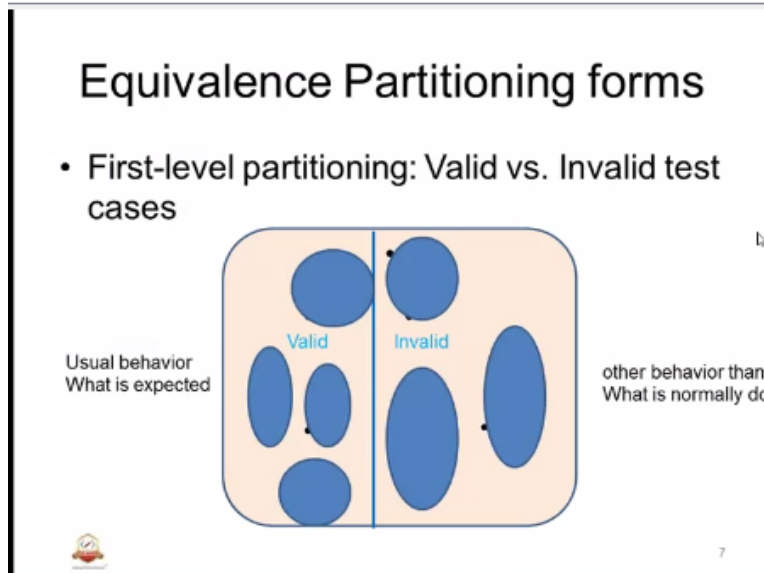 Equivalence Partitioning forms
• First-level partitioning: Valid vs. Invalid test
cases
Valid
Invalid
Usual behavior
What is expected
other behavior than
What is normally
7